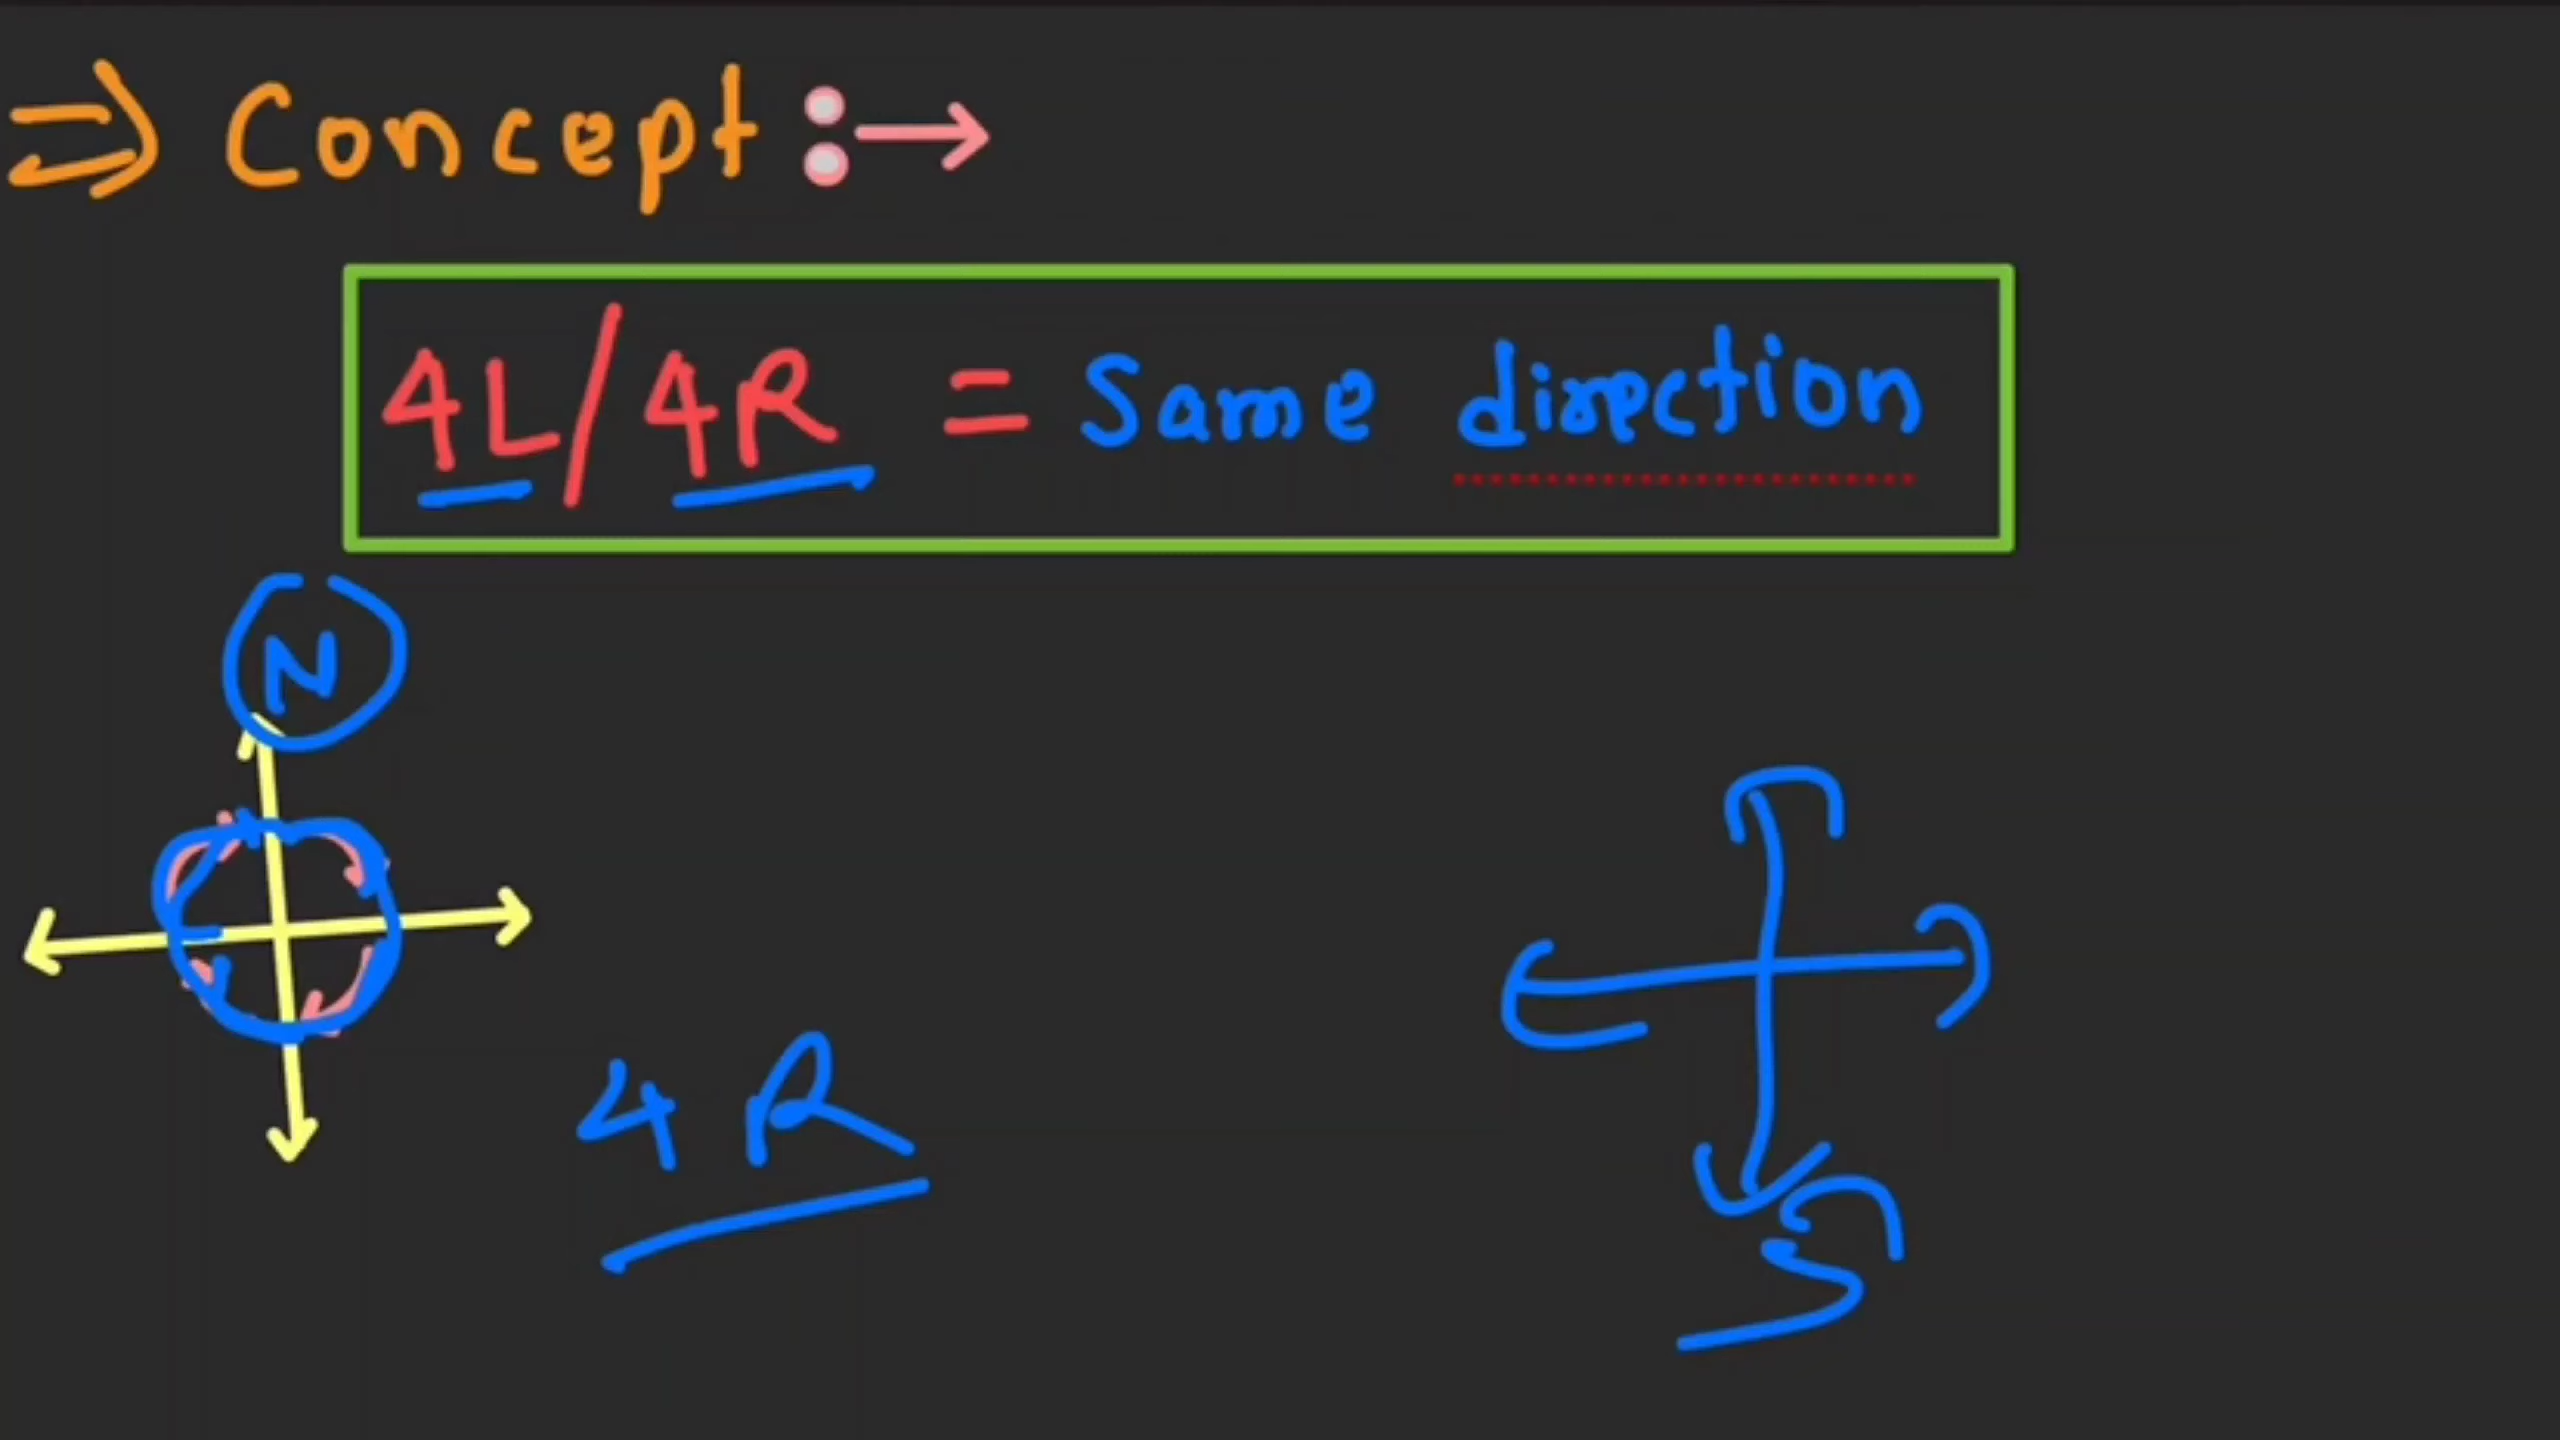 ⇒ Concept :→
4L/4R = Same direction
N
4R
S